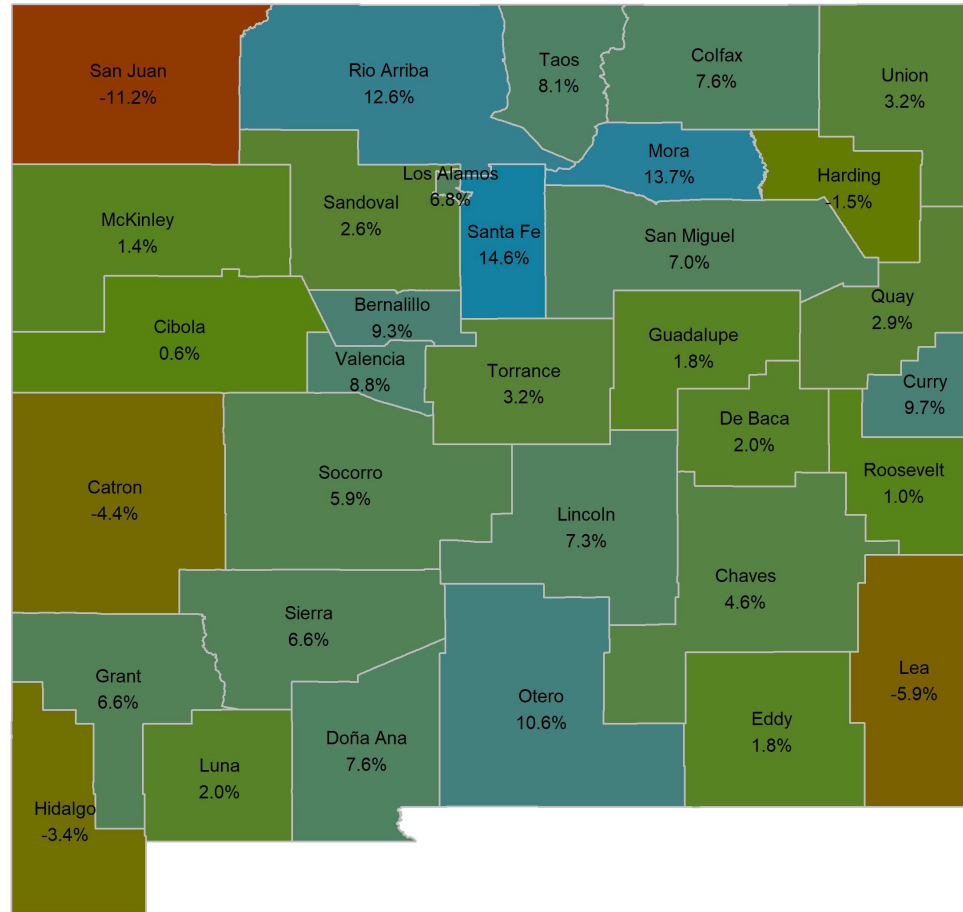 San Juan
-11.2%
Rio Arriba
12.6%
Taos
8.1%
Colfax
7.6%
Union
3.2%
Los Alamos
6.8%
Mora
13.7%
Harding
-1.5%
McKinley
1.4%
Sandoval
2.6%
Santa Fe
14.6%
San Miguel
7.0%
Quay
2.9%
Cibola
0.6%
Bernalillo
9.3%
Valencia
8.8%
Torrance
3.2%
Guadalupe
1.8%
Curry
9.7%
De Baca
2.0%
Roosevelt
1.0%
Catron
-4.4%
Socorro
5.9%
Lincoln
7.3%
Chaves
4.6%
Sierra
6.6%
Grant
6.6%
Otero
10.6%
Lea
-5.9%
Eddy
1.8%
Doña Ana
7.6%
Luna
2.0%
Hidalgo
-3.4%